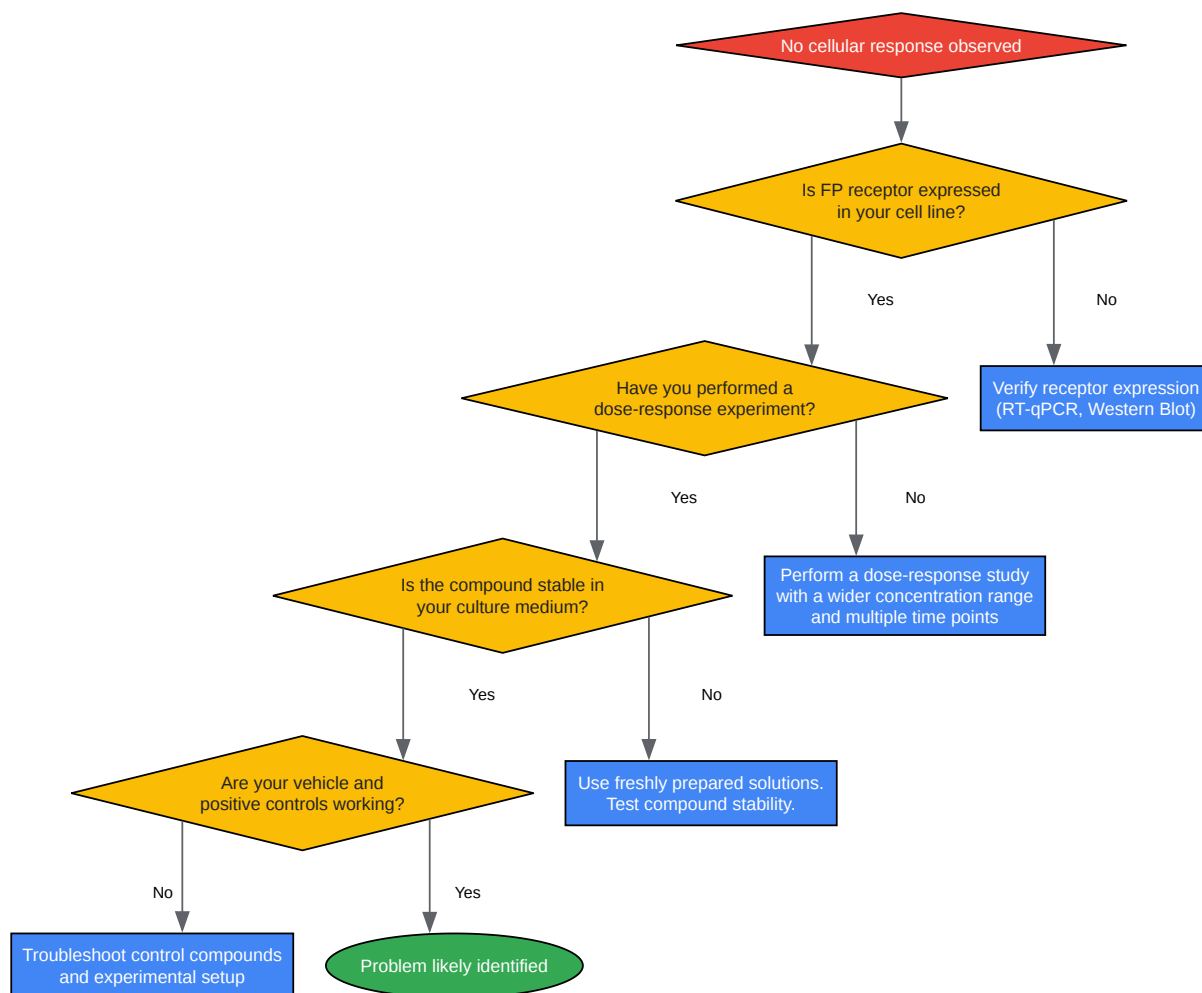 No cellular response observed
Is FP receptor expressed
in your cell line?
Yes
No
Have you performed a
dose-response experiment?
Verify receptor expression
(RT-qPCR, Western Blot)
Yes
No
Is the compound stable in
your culture medium?
Perform a dose-response study
with a wider concentration range
and multiple time points
Yes
No
Are your vehicle and
positive controls working?
Use freshly prepared solutions.
Test compound stability.
No
Yes
Troubleshoot control compounds
and experimental setup
Problem likely identified